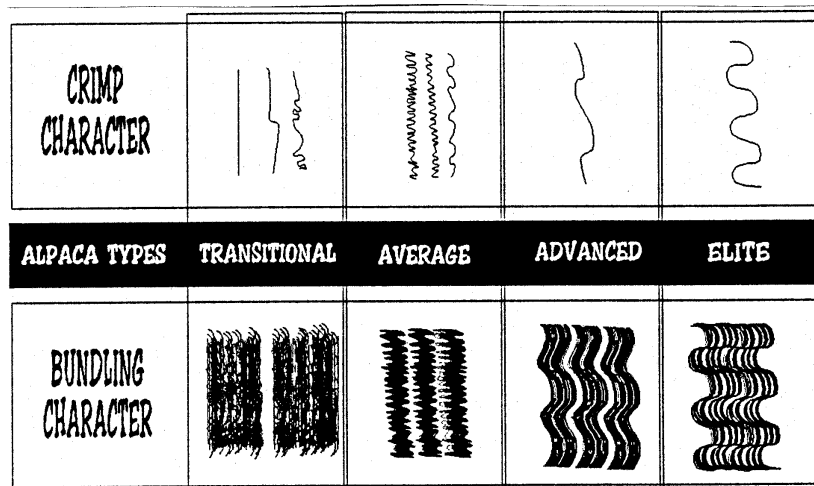 CRIMP
CHARACTER
ALPACA TYPES TRANSITIONAL AVERAGE ADVANCED ELITE
BUNDLING
CHARACTER